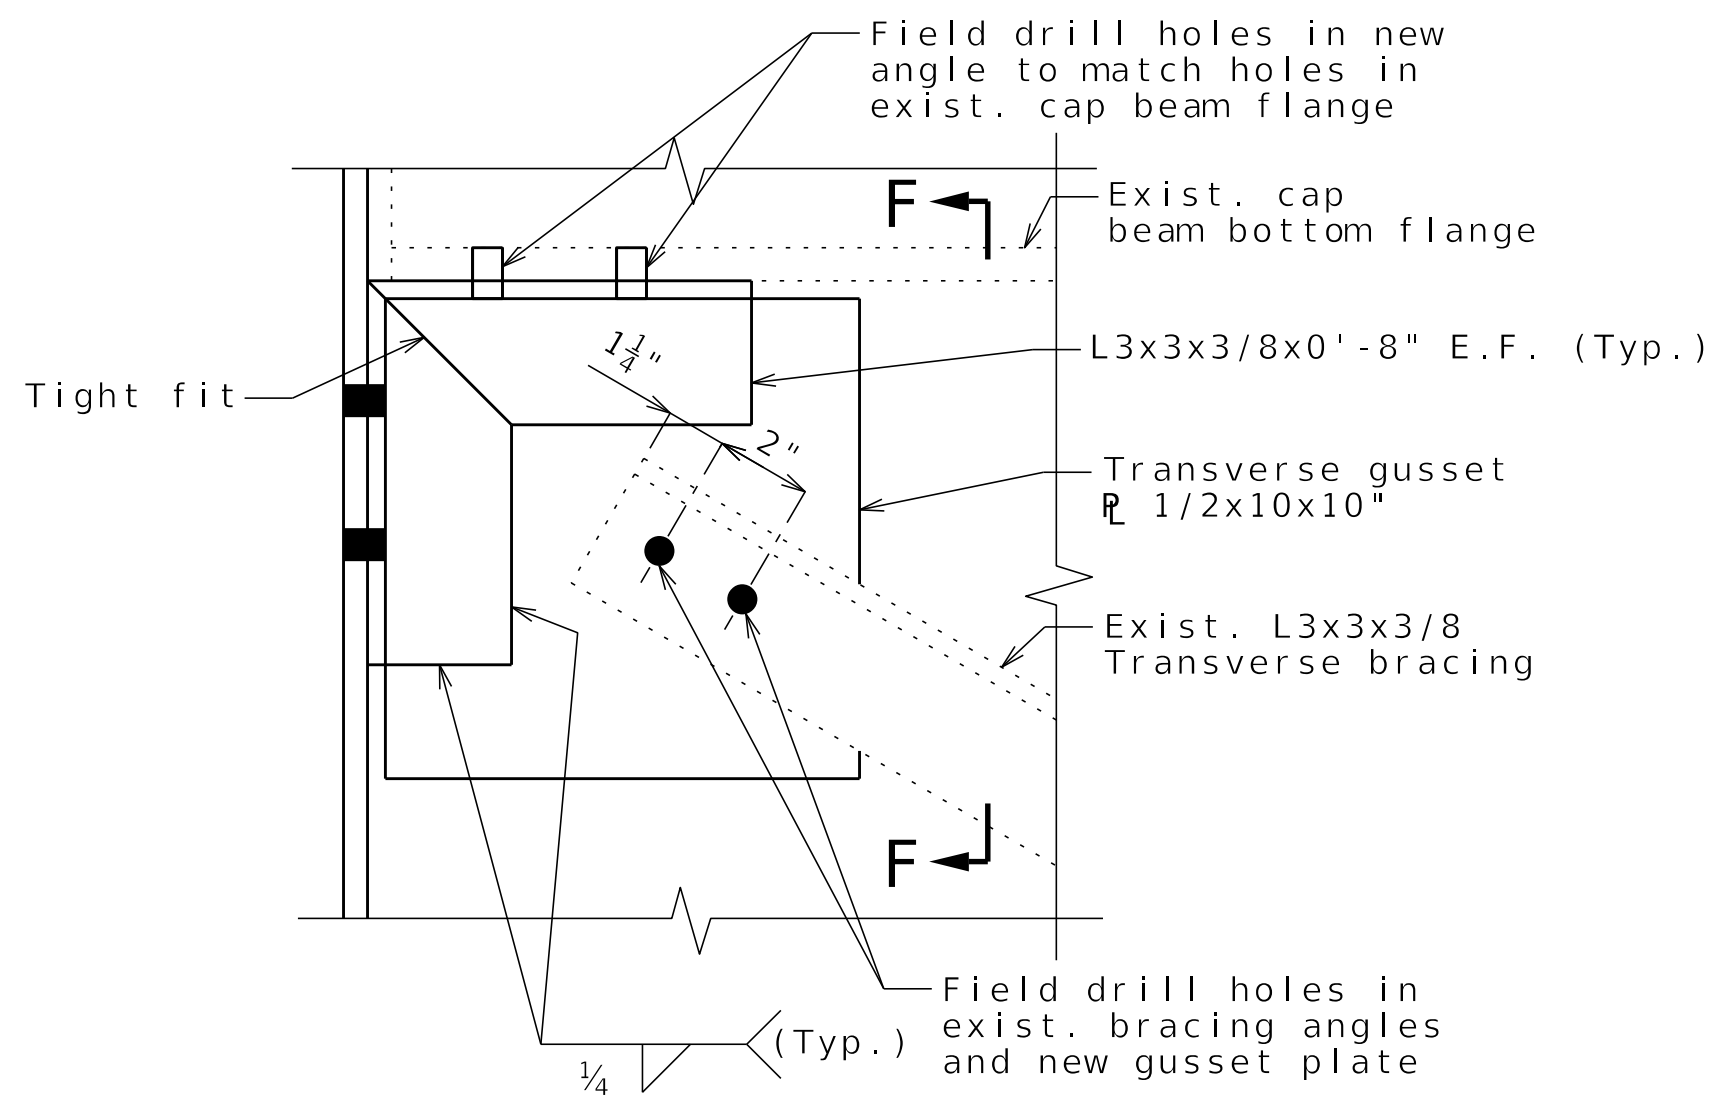 Field drill holes in new
angle to match holes in
exist. cap beam flange
F
Exist. cap
beam bottom flange
L3x3x3/8x0'-8" E.F. (Typ.)
1 1/4"
Tight fit
2"
Transverse gusset
℄ 1/2x10x10"
Exist. L3x3x3/8
Transverse bracing
F
Field drill holes in
exist. bracing angles
and new gusset plate
(Typ.)
1/4